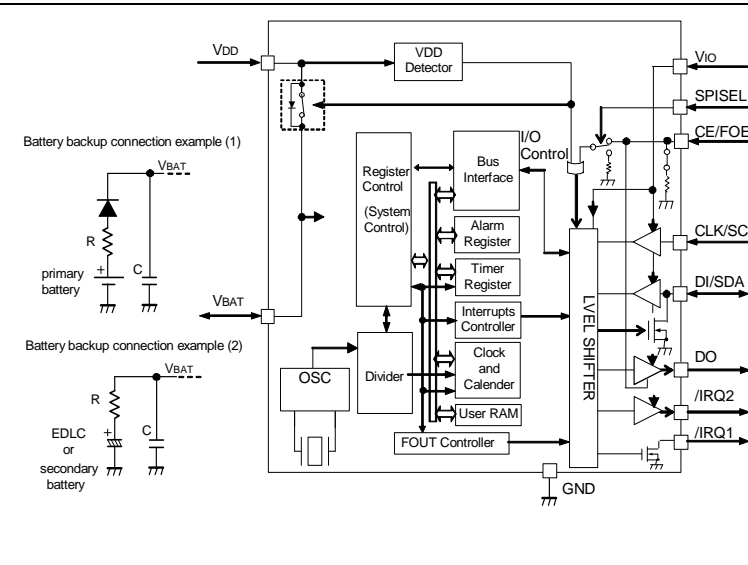 VDD
VDD
Detector
VIO
SPISEL
CE/FOE
I/O
Control
Battery backup connection example (1)
VBAT
R
+
C
primary
battery
Register
Control
(System
Control)
Bus
Interface
Alarm
Register
CLK/SC
Timer
Register
DI/SDA
VBAT
Interrupts
Controller
LVEL SHIFTER
Battery backup connection example (2)
VBAT
R
+
C
EDLC
or
secondary
battery
OSC
Divider
Clock
and
Calender
DO
User RAM
/IRQ2
FOUT Controller
/IRQ1
GND